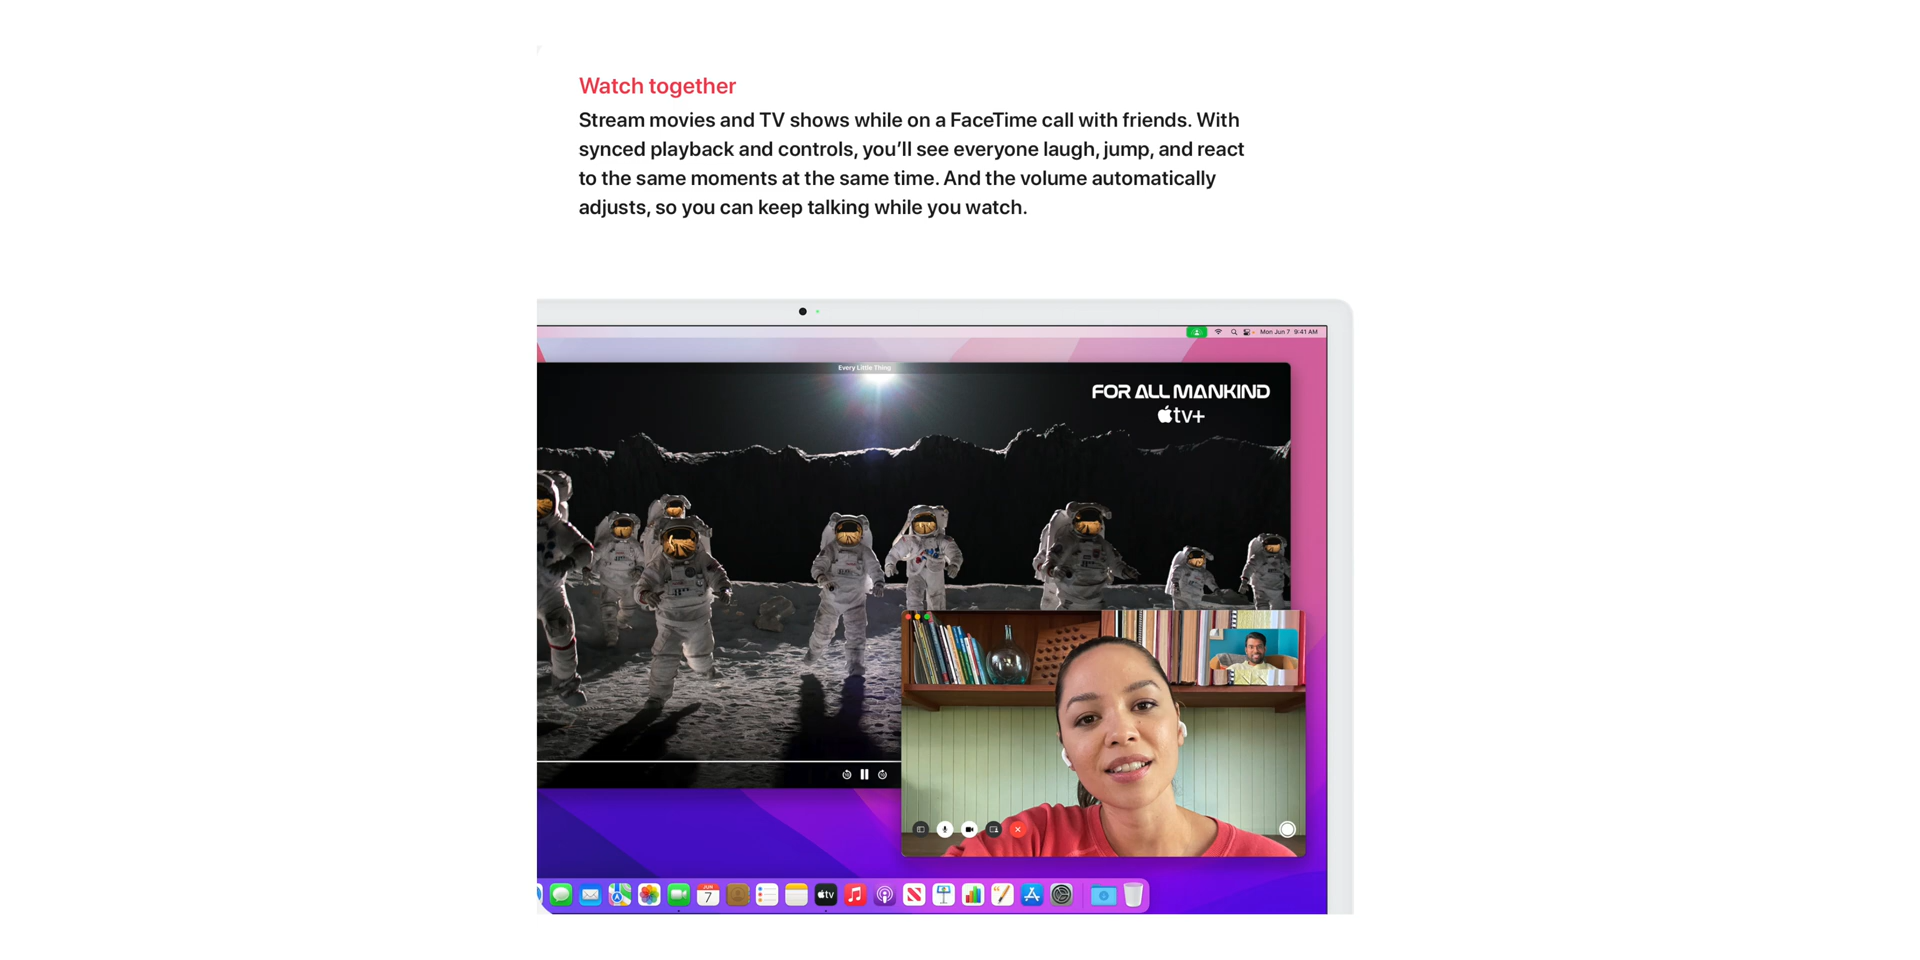 Watch together
Stream movies and TV shows while on a FaceTime call with friends. With
synced playback and controls, you’ll see everyone laugh, jump, and react
to the same moments at the same time. And the volume automatically
adjusts, so you can keep talking while you watch.
Mon Jun 7 9:41 AM
Every Little Thing
FOR ALL MANKIND
tv+
JUN
7
tv